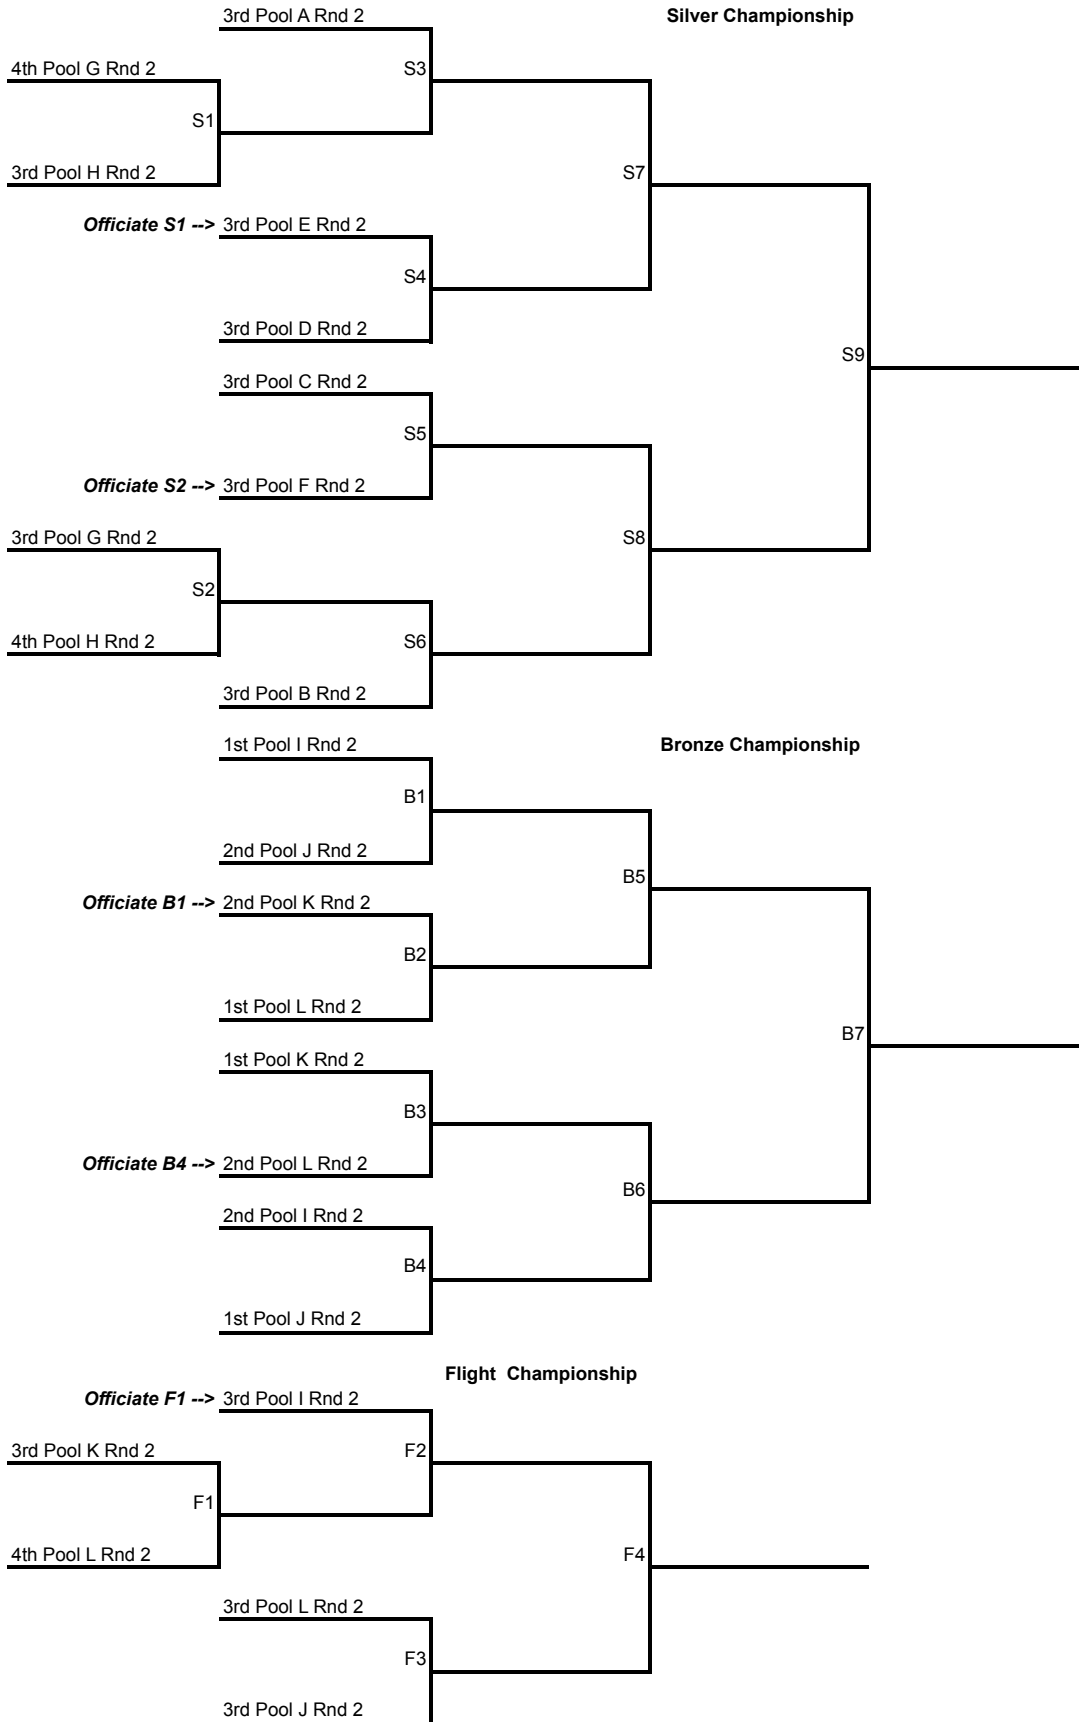 3rd Pool A Rnd 2
Silver Championship
4th Pool G Rnd 2
S3
S1
3rd Pool H Rnd 2
S7
Officiate S1 --> 3rd Pool E Rnd 2
S4
3rd Pool D Rnd 2
S9
3rd Pool C Rnd 2
S5
Officiate S2 --> 3rd Pool F Rnd 2
3rd Pool G Rnd 2
S8
S2
4th Pool H Rnd 2
S6
3rd Pool B Rnd 2
1st Pool I Rnd 2
Bronze Championship
B1
2nd Pool J Rnd 2
B5
Officiate B1 --> 2nd Pool K Rnd 2
B2
1st Pool L Rnd 2
B7
1st Pool K Rnd 2
B3
Officiate B4 --> 2nd Pool L Rnd 2
B6
2nd Pool I Rnd 2
B4
1st Pool J Rnd 2
Flight Championship
Officiate F1 --> 3rd Pool I Rnd 2
3rd Pool K Rnd 2
F2
F1
4th Pool L Rnd 2
F4
3rd Pool L Rnd 2
F3
3rd Pool J Rnd 2